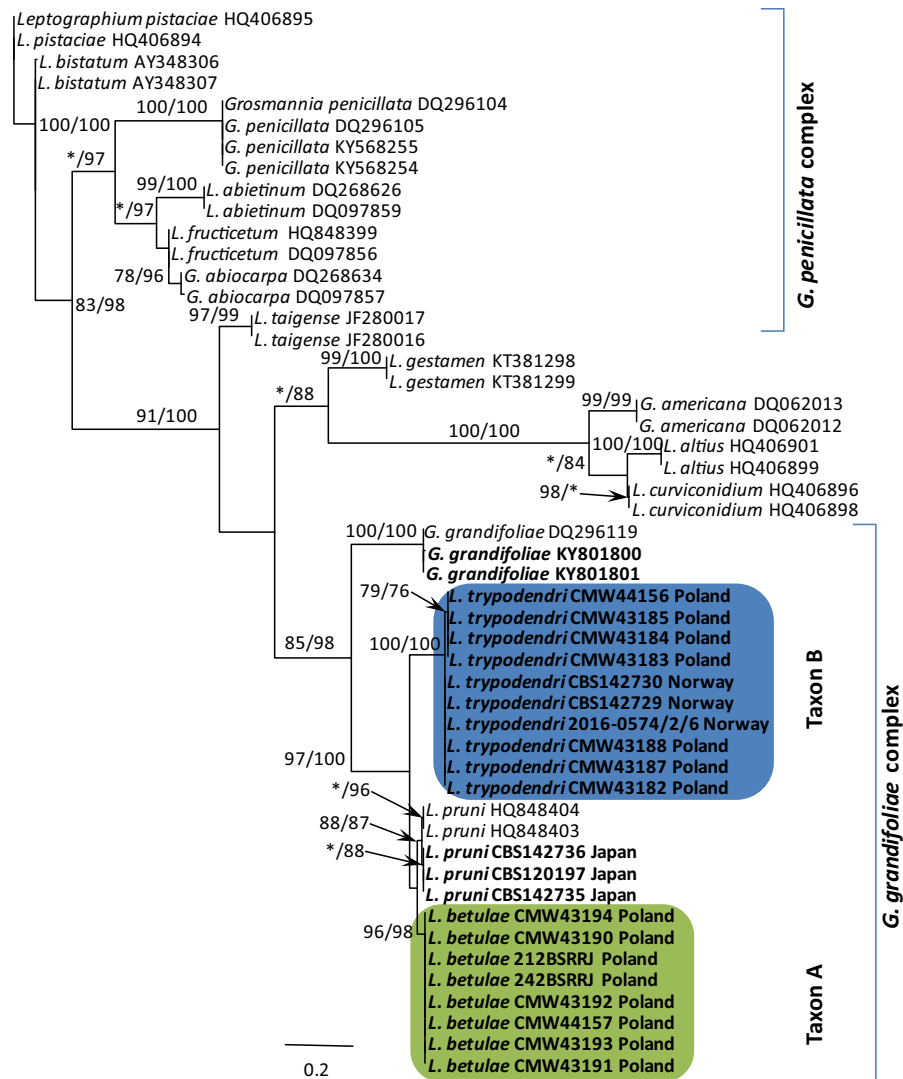 Leptographium pistaciae HQ406895
L. pistaciae HQ406894
L. bistatum AY348306
L. bistatum AY348307
100/100
100/100
Grosmannia penicillata DQ296104
G. penicillata DQ296105
G. penicillata KY568255
G. penicillata KY568254
*/97
99/100
L. abietinum DQ268626
L. abietinum DQ097859
*/97
L. fructicetum HQ848399
L. fructicetum DQ097856
78/96
G. abiocarpa DQ268634
G. abiocarpa DQ097857
83/98
97/99
L. taigense JF280017
L. taigense JF280016
G. penicillata complex
99/100
L. gestamen KT381298
L. gestamen KT381299
*/88
91/100
100/100
99/99
G. americana DQ062013
G. americana DQ062012
100/100
L. altius HQ406901
L. altius HQ406899
*/84
98/*
L. curviconidium HQ406896
L. curviconidium HQ406898
100/100
G. grandifoliae DQ296119
G. grandifoliae KY801800
G. grandifoliae KY801801
79/76
85/98
100/100
L. trypodendri CMW44156 Poland
L. trypodendri CMW43185 Poland
L. trypodendri CMW43184 Poland
L. trypodendri CMW43183 Poland
L. trypodendri CBS142730 Norway
L. trypodendri CBS142729 Norway
L. trypodendri 2016-0574/2/6 Norway
L. trypodendri CMW43188 Poland
L. trypodendri CMW43187 Poland
L. trypodendri CMW43182 Poland
Taxon B
97/100
*/96
88/87
*/88
L. pruni HQ848404
L. pruni HQ848403
L. pruni CBS142736 Japan
L. pruni CBS120197 Japan
L. pruni CBS142735 Japan
96/98
L. betulae CMW43194 Poland
L. betulae CMW43190 Poland
L. betulae 212BSRRJ Poland
L. betulae 242BSRRJ Poland
L. betulae CMW43192 Poland
L. betulae CMW44157 Poland
L. betulae CMW43193 Poland
L. betulae CMW43191 Poland
Taxon A
G. grandifoliae complex
0.2